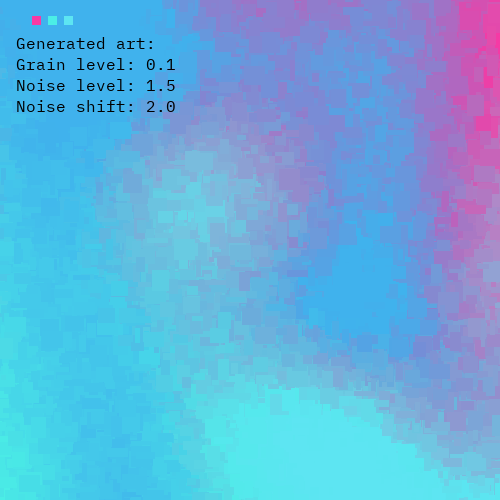 Generated art:
Grain level: 0.1
Noise level: 1.5
Noise shift: 2.0